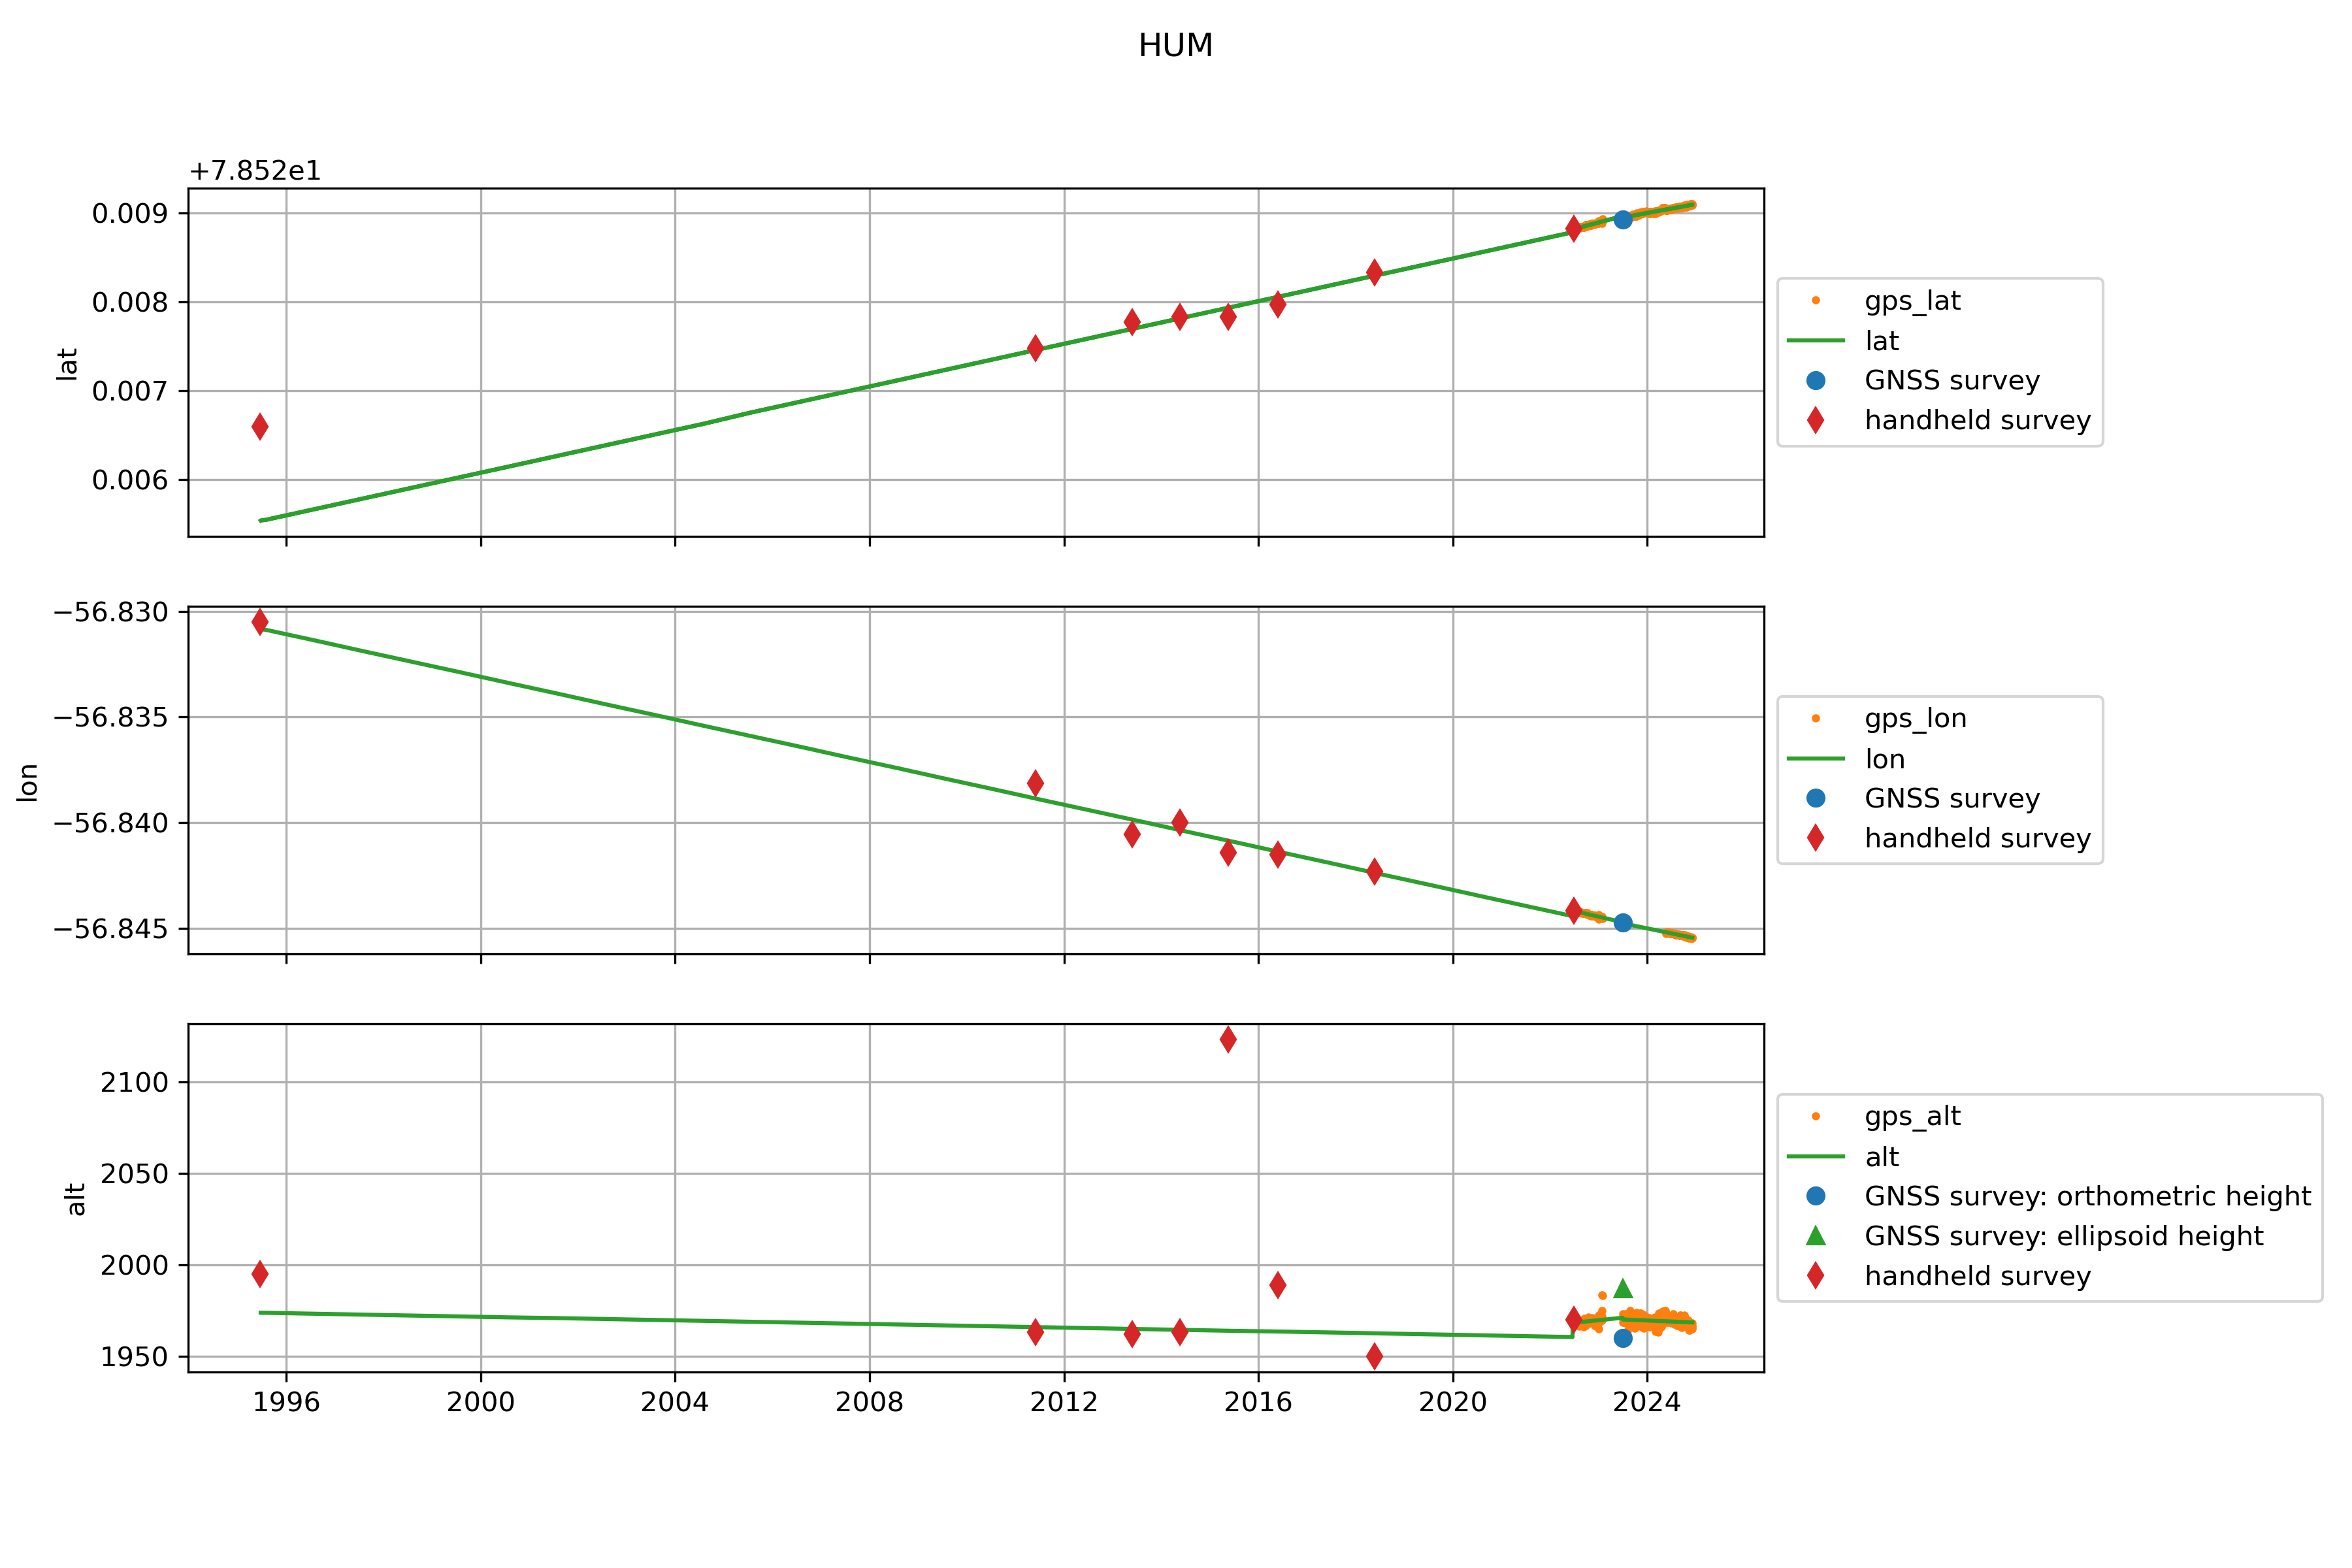 HUM
+7.852e1
0.009
0.008
0.007
0.006
lat
gps_lat
lat
GNSS survey
handheld survey
−56.830
−56.835
−56.840
−56.845
lon
gps_lon
lon
GNSS survey
handheld survey
2100
2050
2000
1950
alt
gps_alt
alt
GNSS survey: orthometric height
GNSS survey: ellipsoid height
handheld survey
1996 2000 2004 2008 2012 2016 2020 2024